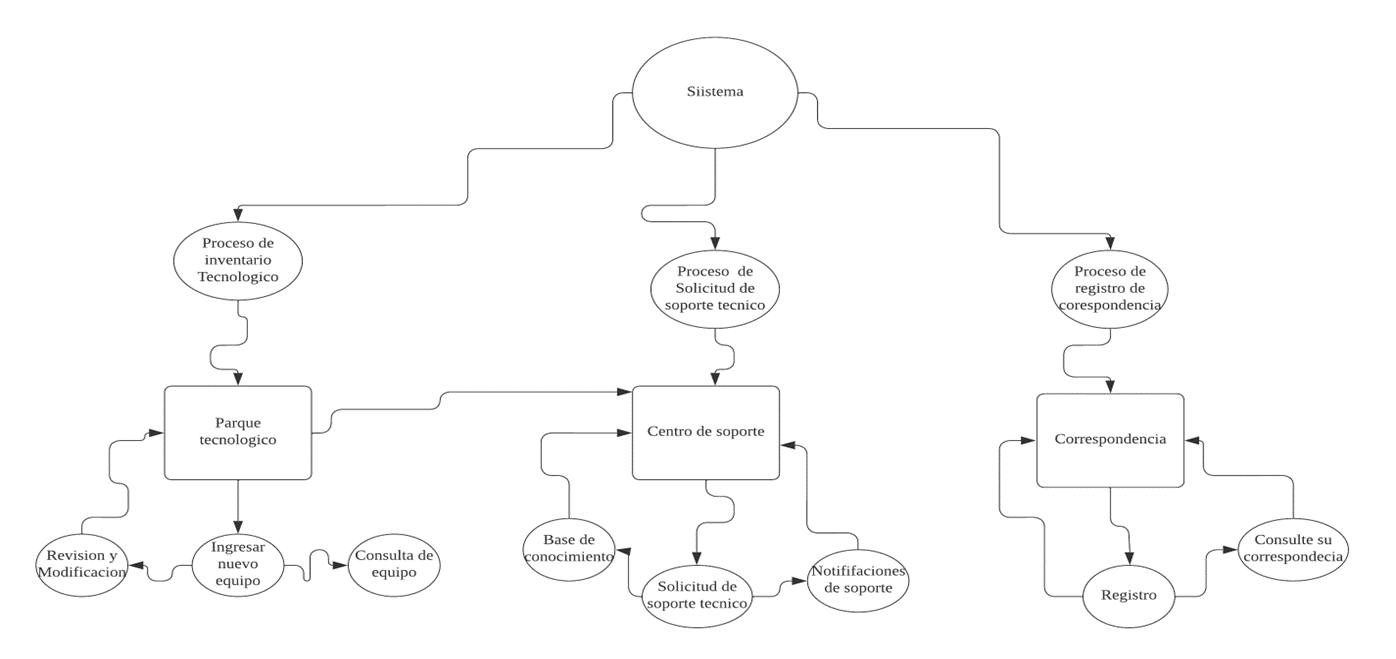 Siistema
Proceso de
inventario
Tecnologico
Proceso de
Solicitud de
soporte tecnico
Proceso de
registro de
corespondencia
Parque
tecnologico
Centro de soporte
Correspondencia
Revision y
Modificacion
Ingresar
nuevo
equipo
Consulta de
equipo
Base de
conocimiento
Solicitud de
soporte tecnico
Notififaciones
de soporte
Registro
Consulte su
correspondecia